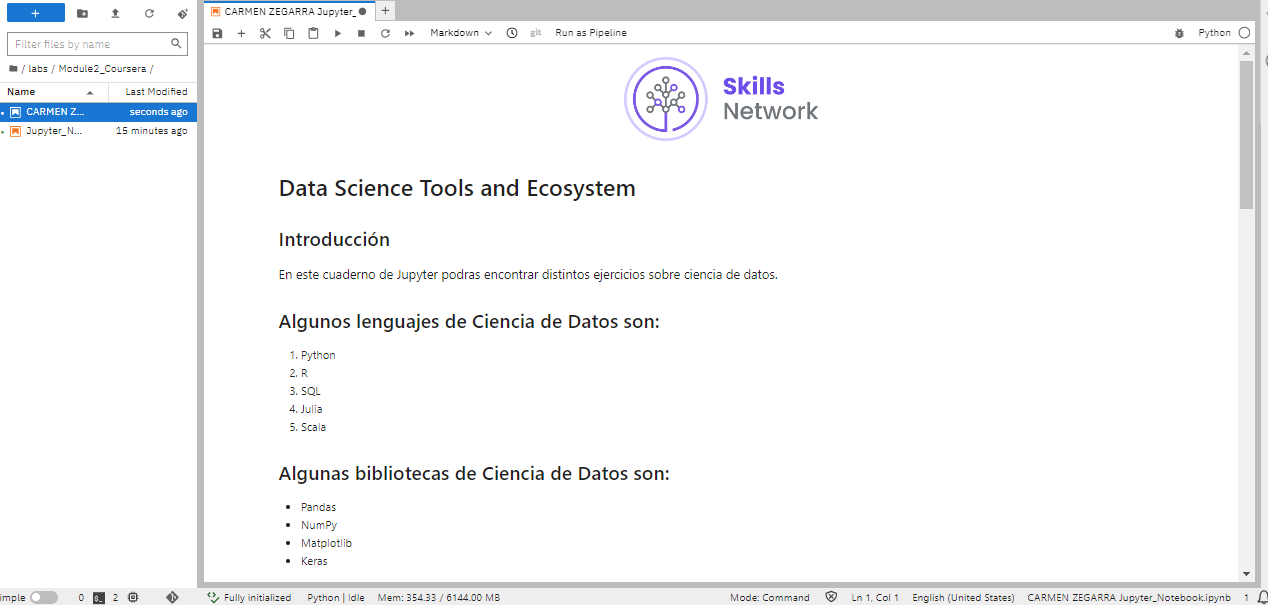 CARMEN ZEGARRA Jupyter_
+
Filter files by name
Markdown
git
Run as Pipeline
Python
/ labs / Module2_Coursera /
Name
Last Modified
CARMEN Z...
seconds ago
Jupyter_N...
15 minutes ago
Skills
Network
Data Science Tools and Ecosystem
Introducción
En este cuaderno de Jupyter podras encontrar distintos ejercicios sobre ciencia de datos.
Algunos lenguajes de Ciencia de Datos son:
1. Python
2. R
3. SQL
4. Julia
5. Scala
Algunas bibliotecas de Ciencia de Datos son:
• Pandas
• NumPy
• Matplotlib
• Keras
imple
0
2
Fully initialized
Python | Idle
Mem: 354.33 / 6144.00 MB
Mode: Command
Ln 1, Col 1
English (United States)
CARMEN ZEGARRA Jupyter_Notebook.ipynb
1